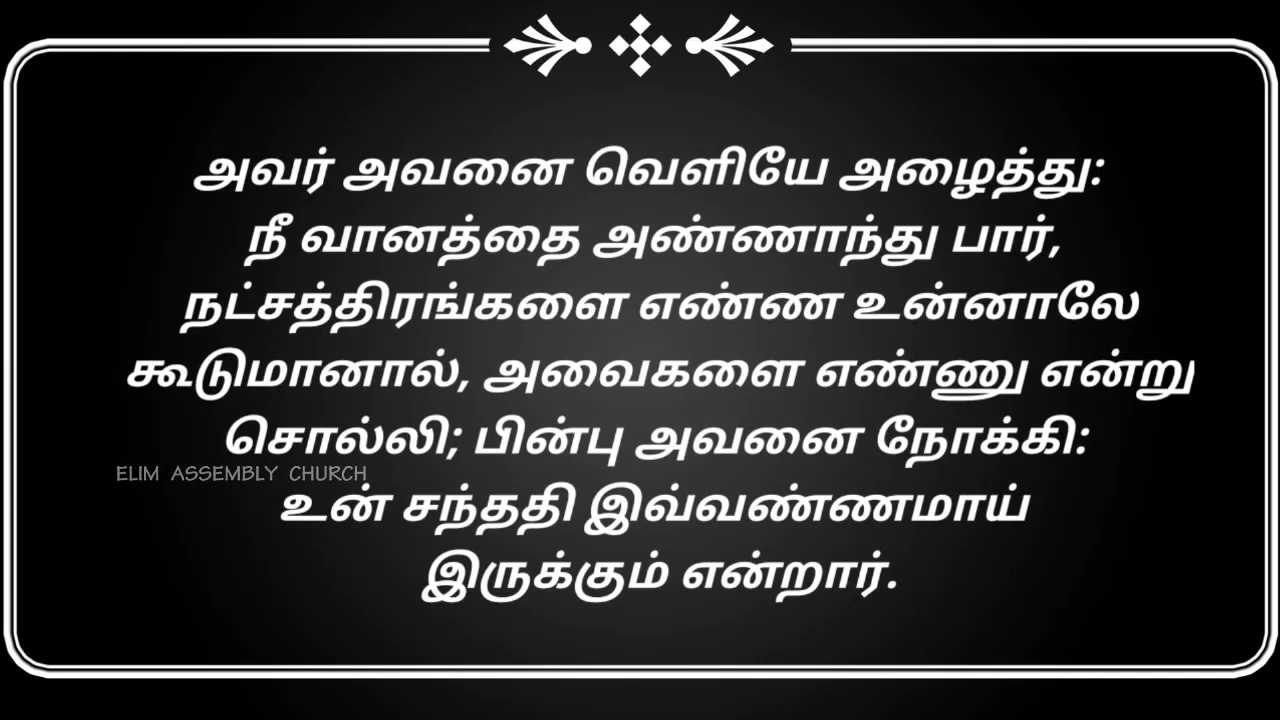 அவர் அவனை வெளியே அழைத்து:
நீ வானத்தை அண்ணாந்து பார்,
நட்சத்திரங்களை எண்ண உன்னாலே
கூடுமானால், அவைகளை எண்ணு என்று
சொல்லி; பின்பு அவனை நோக்கி:
ELIM ASSEMBLY CHURCH
உன் சந்ததி இவ்வண்ணமாய்
இருக்கும் என்றார்.